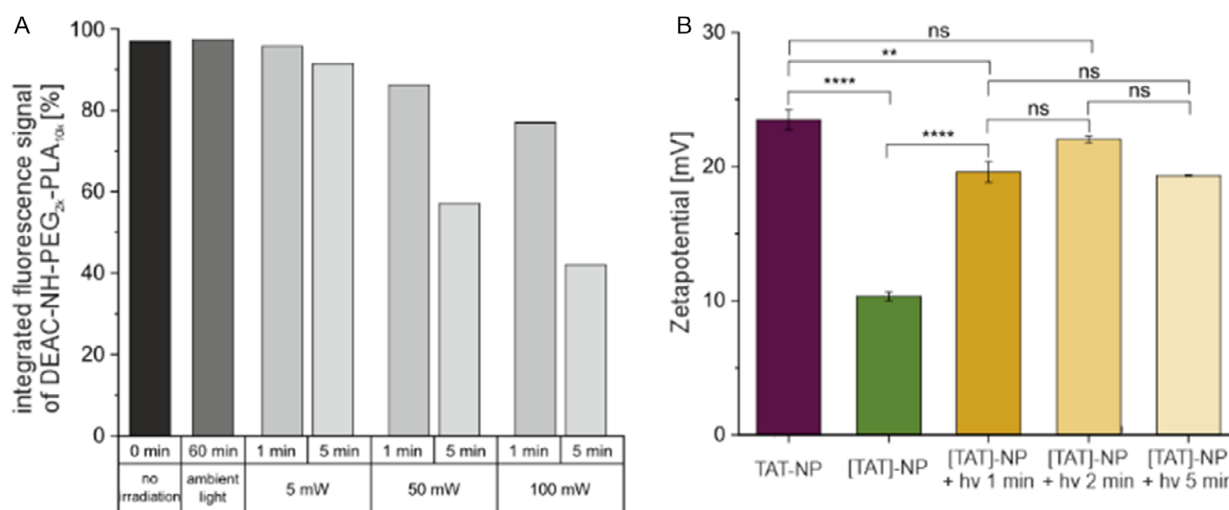 A
integrated fluorescence signal
of DEAC-NH-PEG2k-PLA10k [%]
100
80
60
40
20
0
0 min 60 min 1 min 5 min 1 min 5 min 1 min 5 min
no irradiation ambient light 5 mW 50 mW 100 mW
B
Zetapotential [mV]
30
20
10
0
ns
**
ns
****
ns
ns
****
TAT-NP [TAT]-NP [TAT]-NP [TAT]-NP [TAT]-NP
+ hv 1 min + hv 2 min + hv 5 min